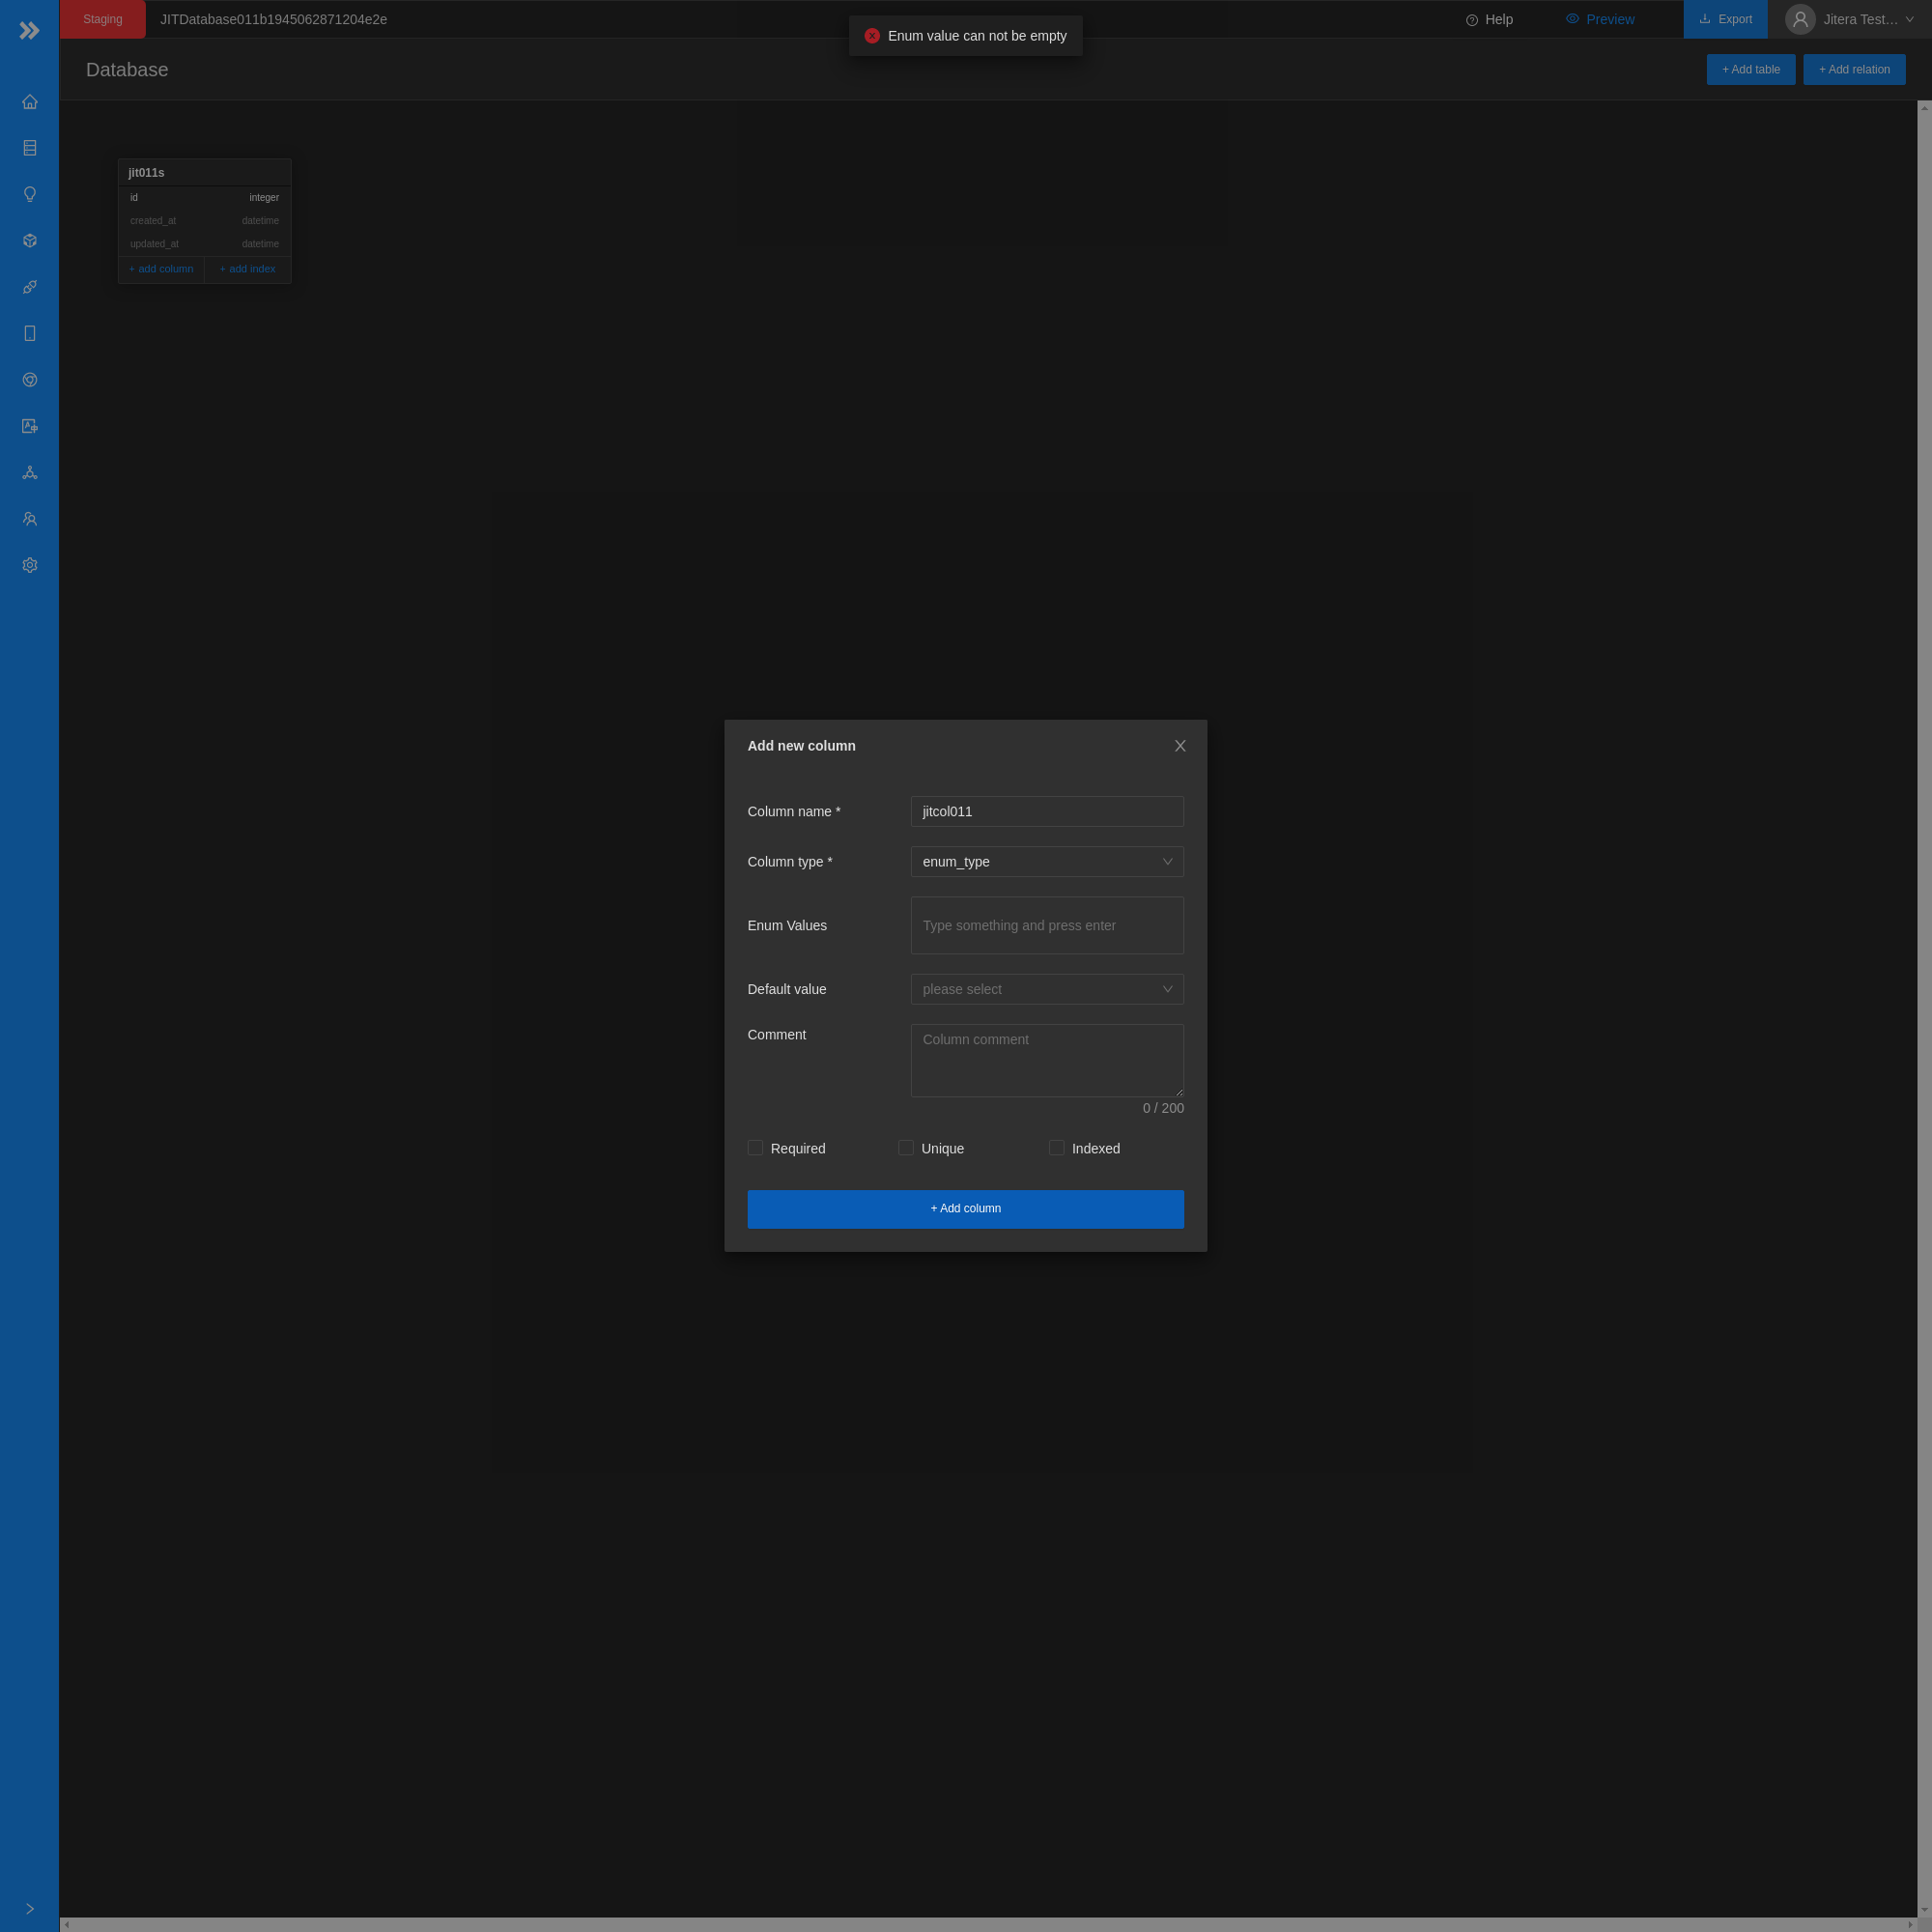 Staging
JITDatabase011b1945062871204e2e
Enum value can not be empty
Help
Preview
Export
Jitera Test...
Database
+ Add table
+ Add relation
jit011s
id integer
created_at datetime
updated_at datetime
+ add column
+ add index
Add new column
Column name * jitcol011
Column type * enum_type
Enum Values Type something and press enter
Default value please select
Comment Column comment
0 / 200
Required Unique Indexed
+ Add column